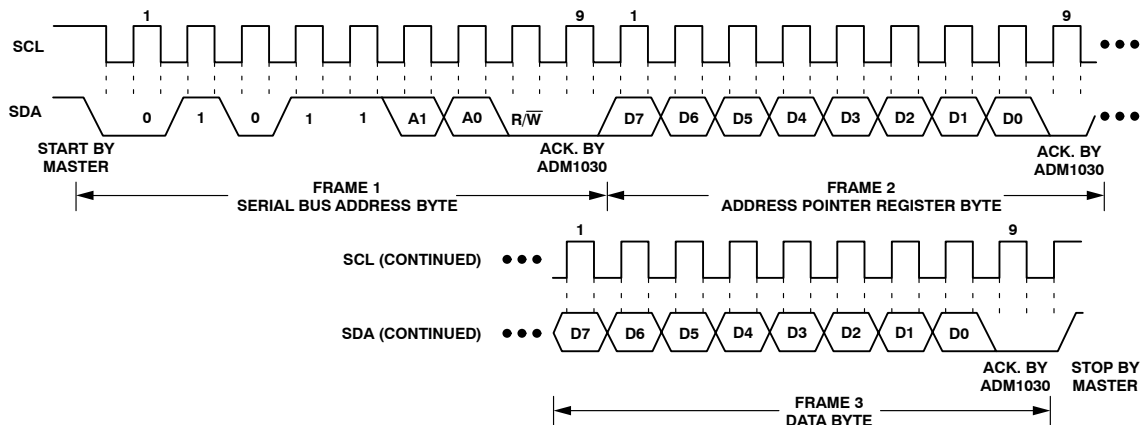 1 9 1 9
SCL
SDA 0 1 0 1 1 A1 A0 R/W̅ D7 D6 D5 D4 D3 D2 D1 D0
START BY
MASTER
ACK. BY
ADM1030
ACK. BY
ADM1030
FRAME 1
SERIAL BUS ADDRESS BYTE
FRAME 2
ADDRESS POINTER REGISTER BYTE
1 9
SCL (CONTINUED)
SDA (CONTINUED) D7 D6 D5 D4 D3 D2 D1 D0
ACK. BY
ADM1030
STOP BY
MASTER
FRAME 3
DATA BYTE